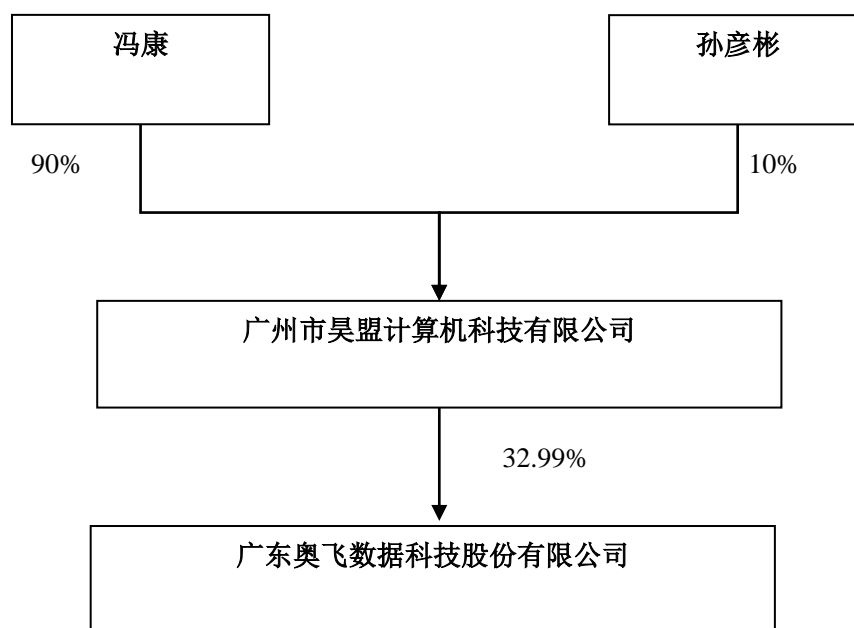 冯康
孙彦彬
90%
10%
广州市昊盟计算机科技有限公司
32.99%
广东奥飞数据科技股份有限公司